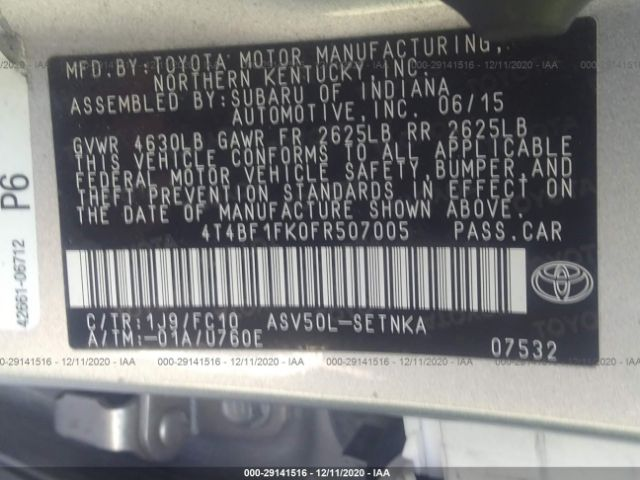 MFD.BY:TOYOTA MOTOR MANUFACTURING,
NORTHERN KENTUCKY,INC.
ASSEMBLED BY:SUBARU OF INDIANA
AUTOMOTIVE,INC. 06/15
GVWR 4630LB GAWR FR 2625LB RR 2625LB
THIS VEHICLE CONFORMS TO ALL APPLICABLE
FEDERAL MOTOR VEHICLE SAFETY,BUMPER,AND
THEFT PREVENTION STANDARDS IN EFFECT ON
THE DATE OF MANUFACTURE SHOWN ABOVE.
4T4BF1FK0FR507005 PASS.CAR
C/TR:1J9/FC10 ASV50L-SETNKA
A/TM:-01A/U760E
07532
P6
42661-06712
000-29141516 - 12/11/2020 - IAA